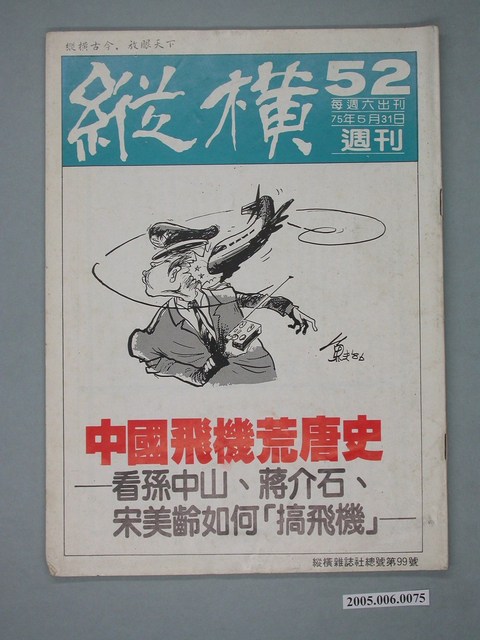 縱橫古今．放眼天下
縱橫
52
每週六出刊
75年5月31日
週刊
魚夫'86
中國飛機荒唐史
—看孫中山、蔣介石、
宋美齡如何「搞飛機」—
縱橫雜誌社總號第99號
2005.006.0075